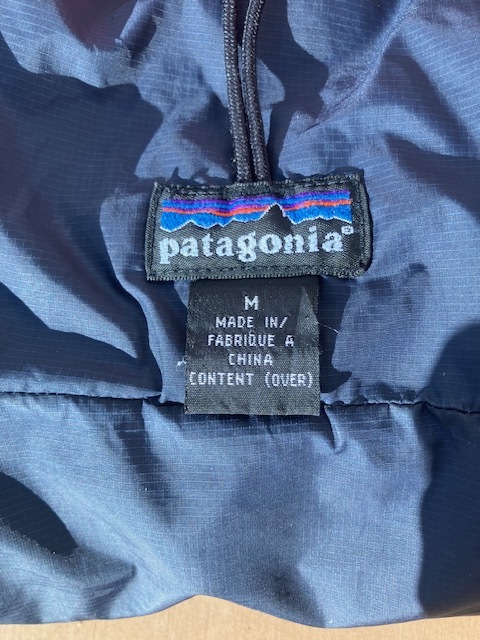 patagonia®
M
MADE IN/
FABRIQUE A
CHINA
CONTENT (OVER)